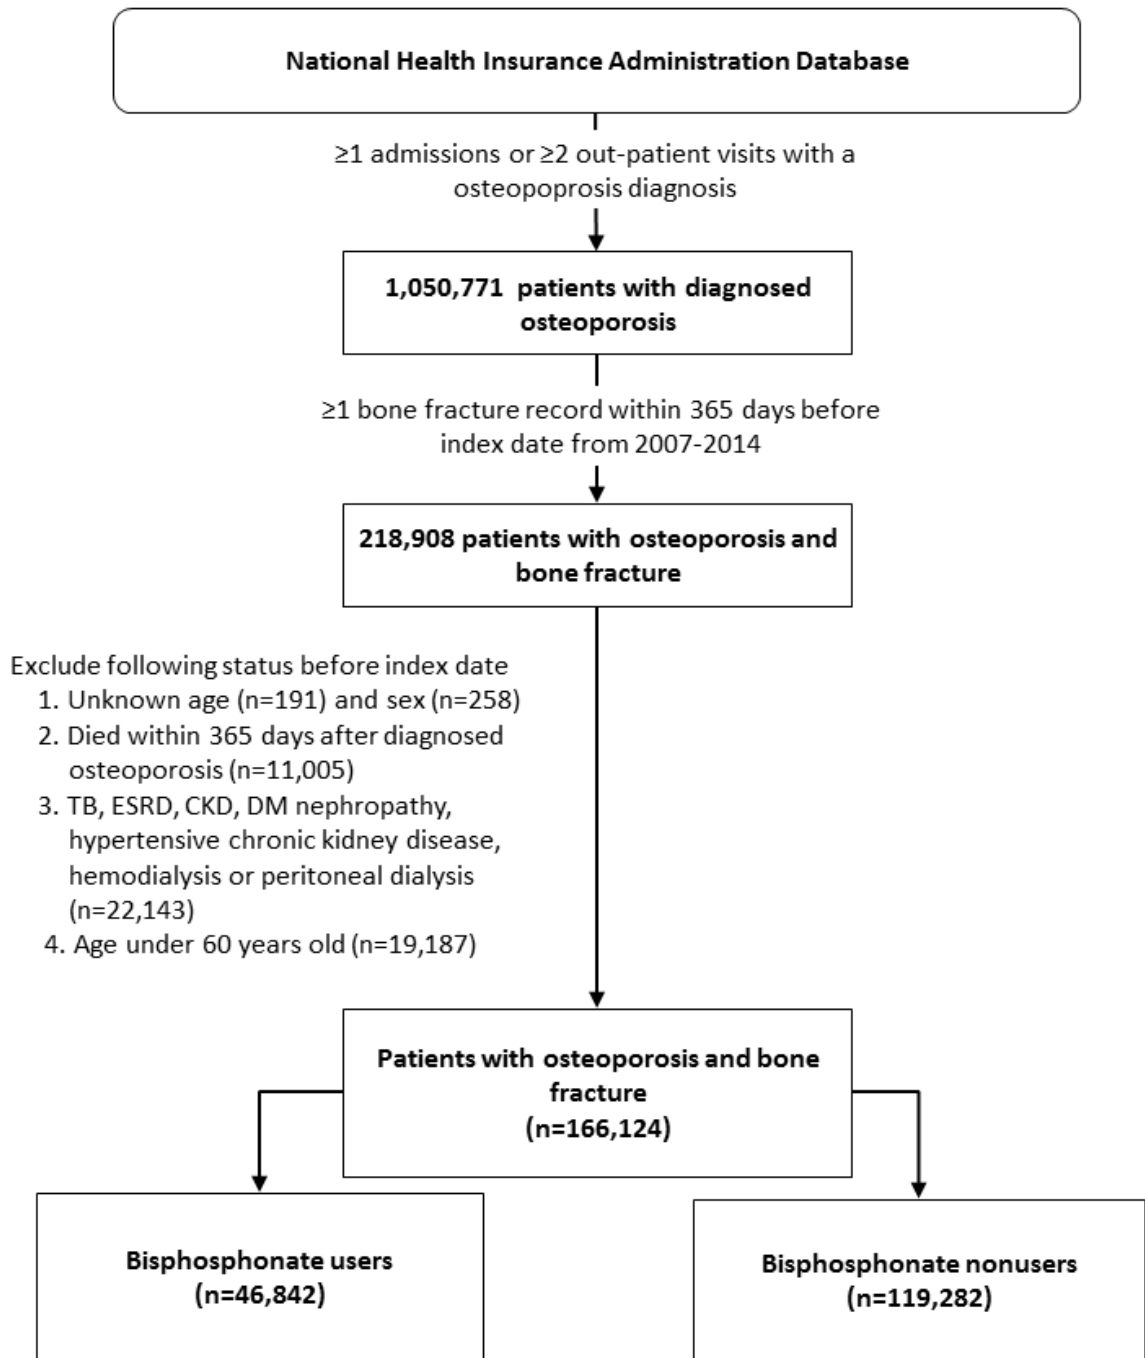 National Health Insurance Administration Database
≥1 admissions or ≥2 out-patient visits with a
osteopoprosis diagnosis
1,050,771 patients with diagnosed
osteoporosis
≥1 bone fracture record within 365 days before
index date from 2007-2014
218,908 patients with osteoporosis and
bone fracture
Exclude following status before index date
1. Unknown age (n=191) and sex (n=258)
2. Died within 365 days after diagnosed
osteoporosis (n=11,005)
3. TB, ESRD, CKD, DM nephropathy,
hypertensive chronic kidney disease,
hemodialysis or peritoneal dialysis
(n=22,143)
4. Age under 60 years old (n=19,187)
Patients with osteoporosis and bone
fracture
(n=166,124)
Bisphosphonate users
(n=46,842)
Bisphosphonate nonusers
(n=119,282)